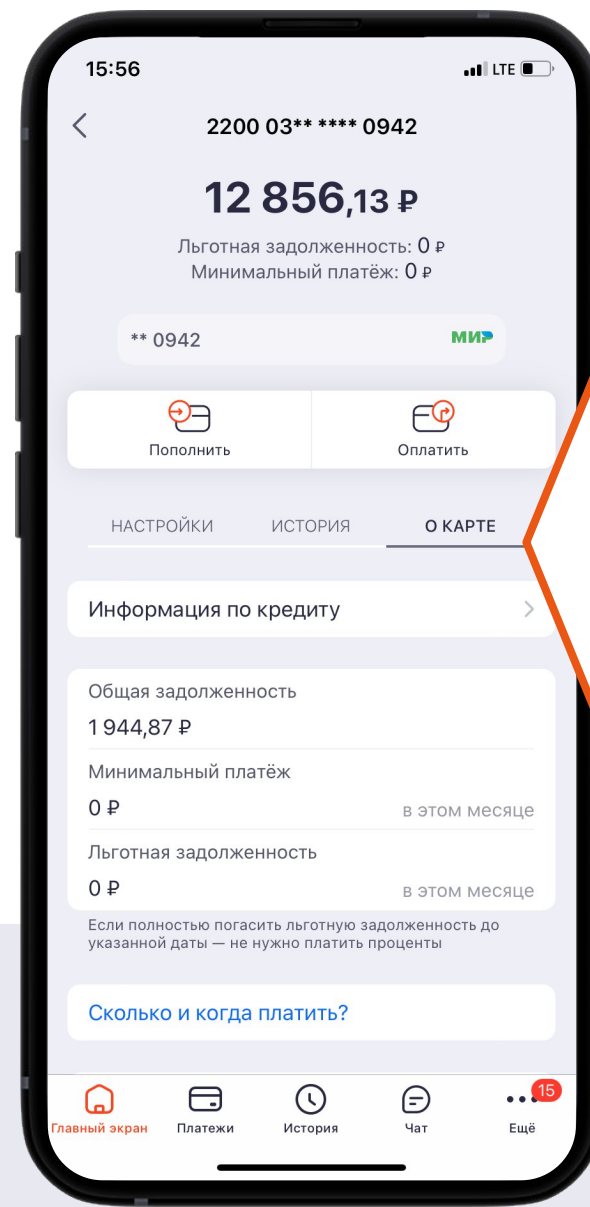 15:56
LTE
2200 03** **** 0942
12 856,13 ₽
Льготная задолженность: 0 ₽
Минимальный платёж: 0 ₽
** 0942 МИР
Пополнить Оплатить
НАСТРОЙКИ ИСТОРИЯ О КАРТЕ
Информация по кредиту
Общая задолженность
1 944,87 ₽
Минимальный платёж
0 ₽ в этом месяце
Льготная задолженность
0 ₽ в этом месяце
Если полностью погасить льготную задолженность до
указанной даты — не нужно платить проценты
Сколько и когда платить?
15
Главный экран Платежи История Чат Ещё